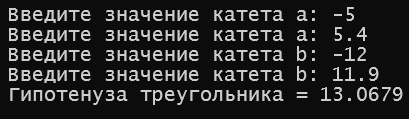 Введите значение катета a: -5
Введите значение катета a: 5.4
Введите значение катета b: -12
Введите значение катета b: 11.9
Гипотенуза треугольника = 13.0679